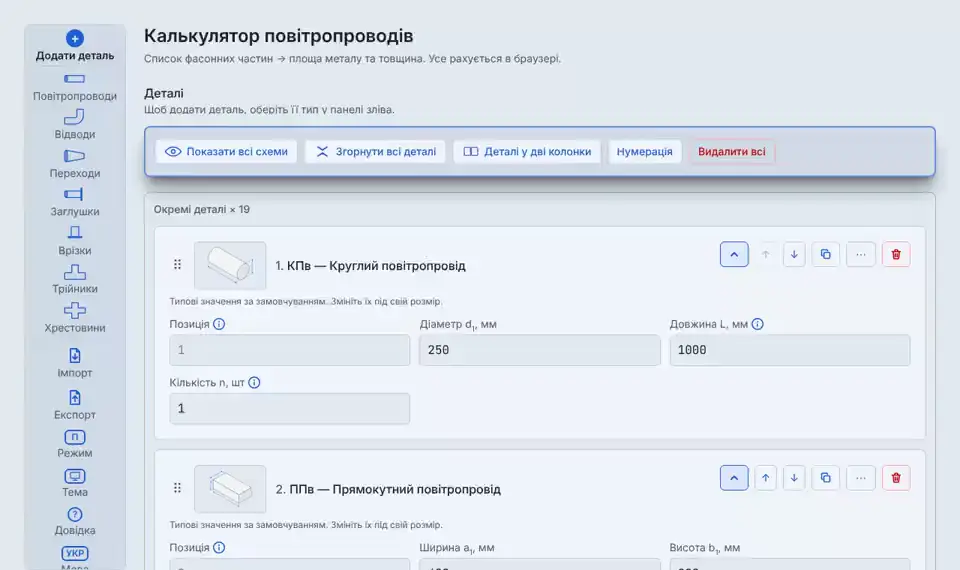 Додати деталь
Повітропроводи
Відводи
Переходи
Заглушки
Врізки
Трійники
Хрестовини
Імпорт
Експорт
П
Режим
Тема
Довідка
УКР
Мова
Калькулятор повітропроводів
Список фасонних частин → площа металу та товщина. Усе рахується в браузері.
Деталі
Щоб додати деталь, оберіть її тип у панелі зліва.
Показати всі схеми
Згорнути всі деталі
Деталі у дві колонки
Нумерація
Видалити всі
Окремі деталі × 19
1. КПв — Круглий повітропровід
Типові значення за замовчуванням. Змініть їх під свій розмір.
Позиція
Діаметр d₁, мм
Довжина L, мм
1
250
1000
Кількість n, шт
1
2. ППв — Прямокутний повітропровід
Типові значення за замовчуванням. Змініть їх під свій розмір.
Позиція
Ширина a₁, мм
Висота b₁, мм